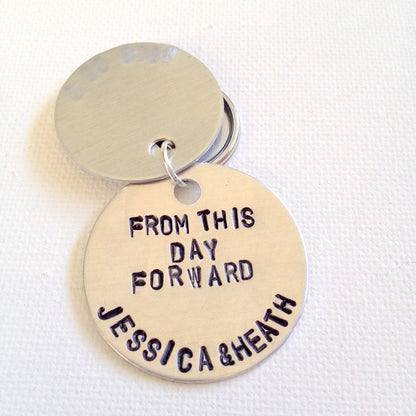 FROM THIS
DAY
FORWARD
JESSICA & HEATH